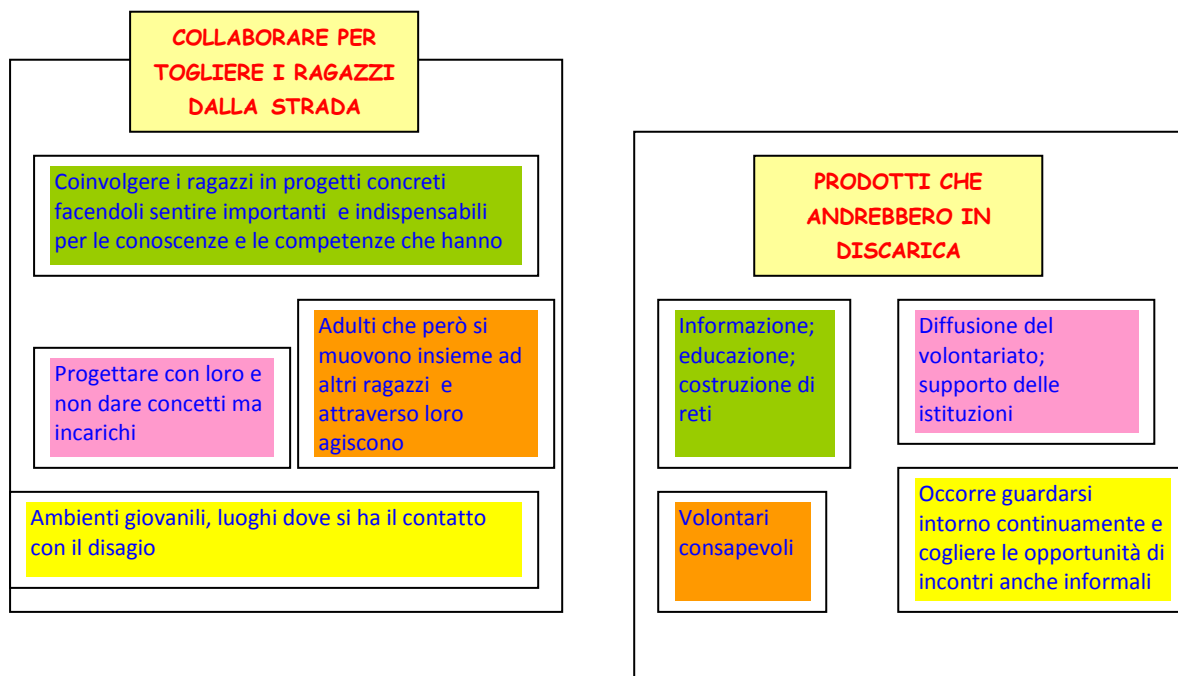 COLLABORARE PER
TOGLIERE I RAGAZZI
DALLA STRADA
Coinvolgere i ragazzi in progetti concreti
facendoli sentire importanti e indispensabili
per le conoscenze e le competenze che hanno
Progettare con loro e
non dare concetti ma
incarichi
Adulti che però si
muovono insieme ad
altri ragazzi e
attraverso loro
agiscono
Ambienti giovanili, luoghi dove si ha il contatto
con il disagio
PRODOTTI CHE
ANDREBBERO IN
DISCARICA
Informazione;
educazione;
costruzione di
reti
Diffusione del
volontariato;
supporto delle
istituzioni
Volontari
consapevoli
Occorre guardarsi
intorno continuamente e
cogliere le opportunità di
incontri anche informali